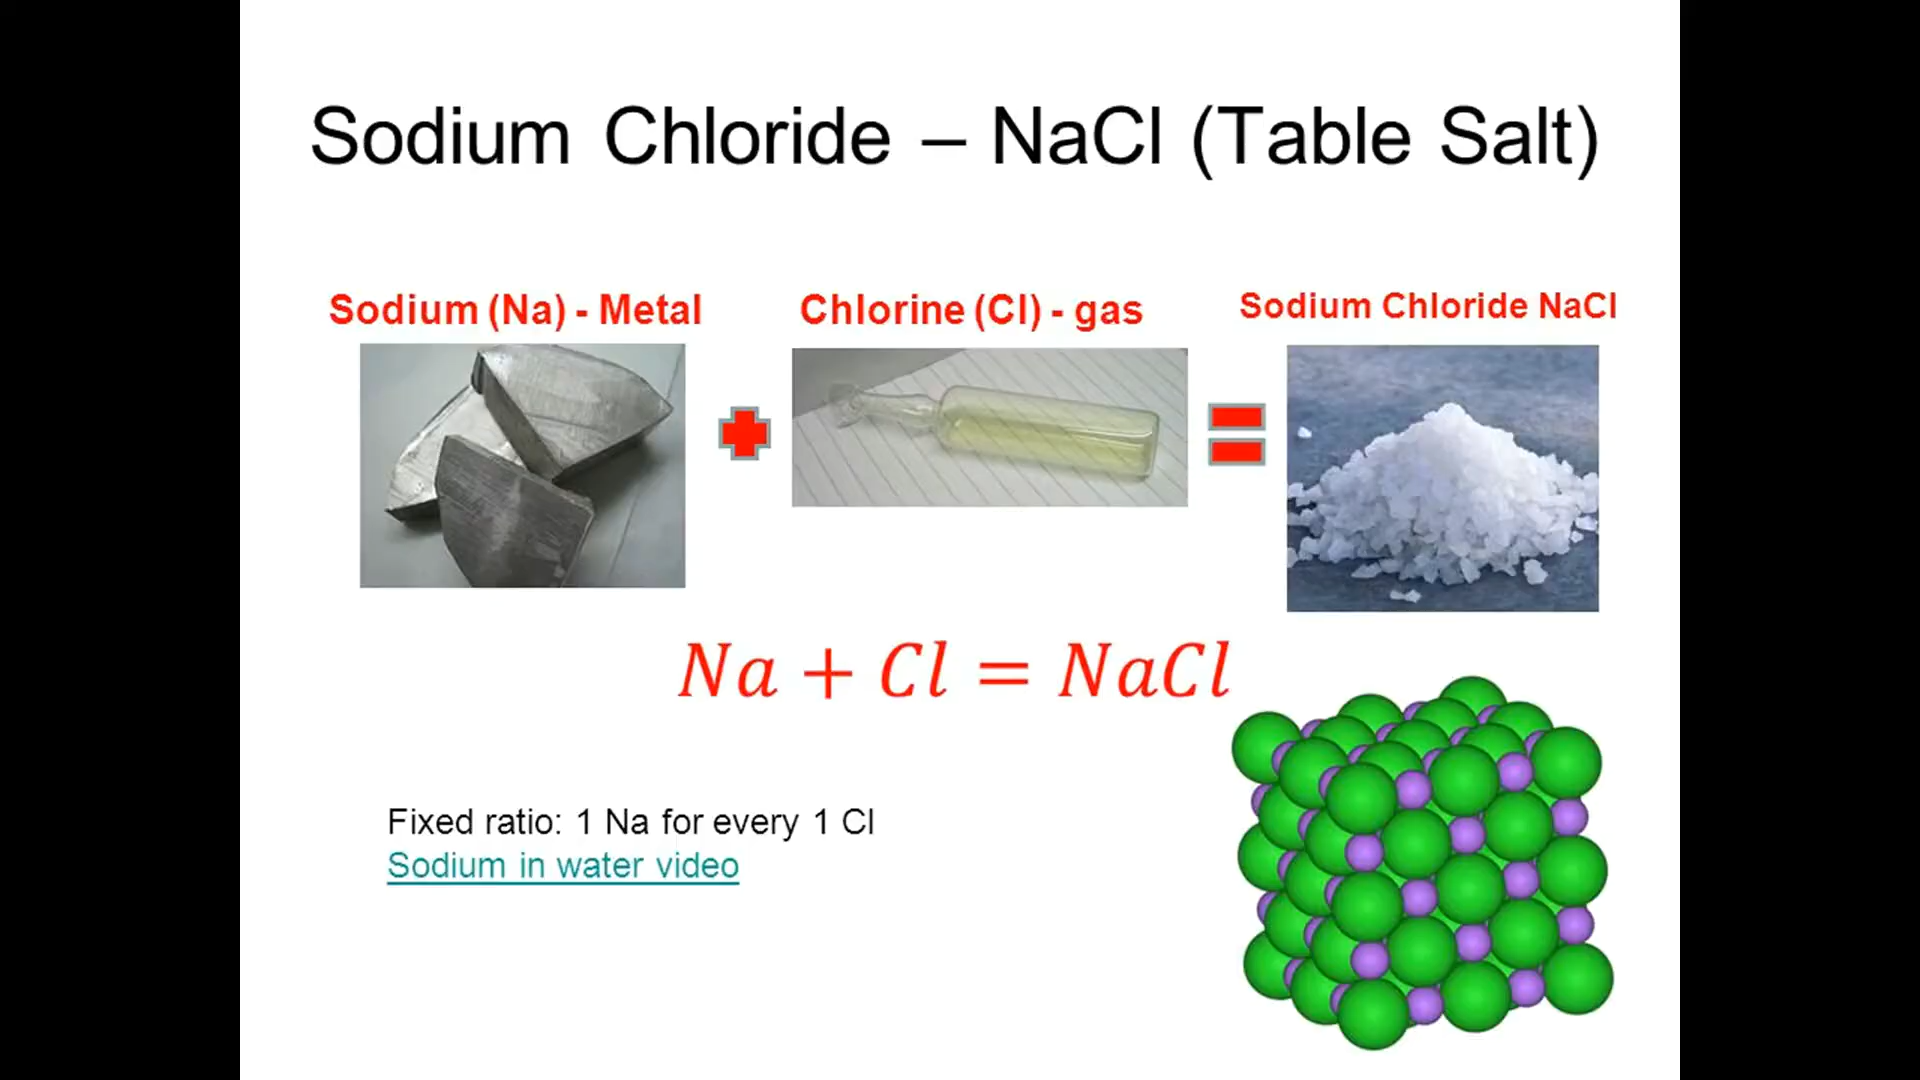 Sodium Chloride – NaCl (Table Salt)
Sodium (Na) - Metal
Chlorine (Cl) - gas
Sodium Chloride NaCl
Na + Cl = NaCl
Fixed ratio: 1 Na for every 1 Cl
Sodium in water video